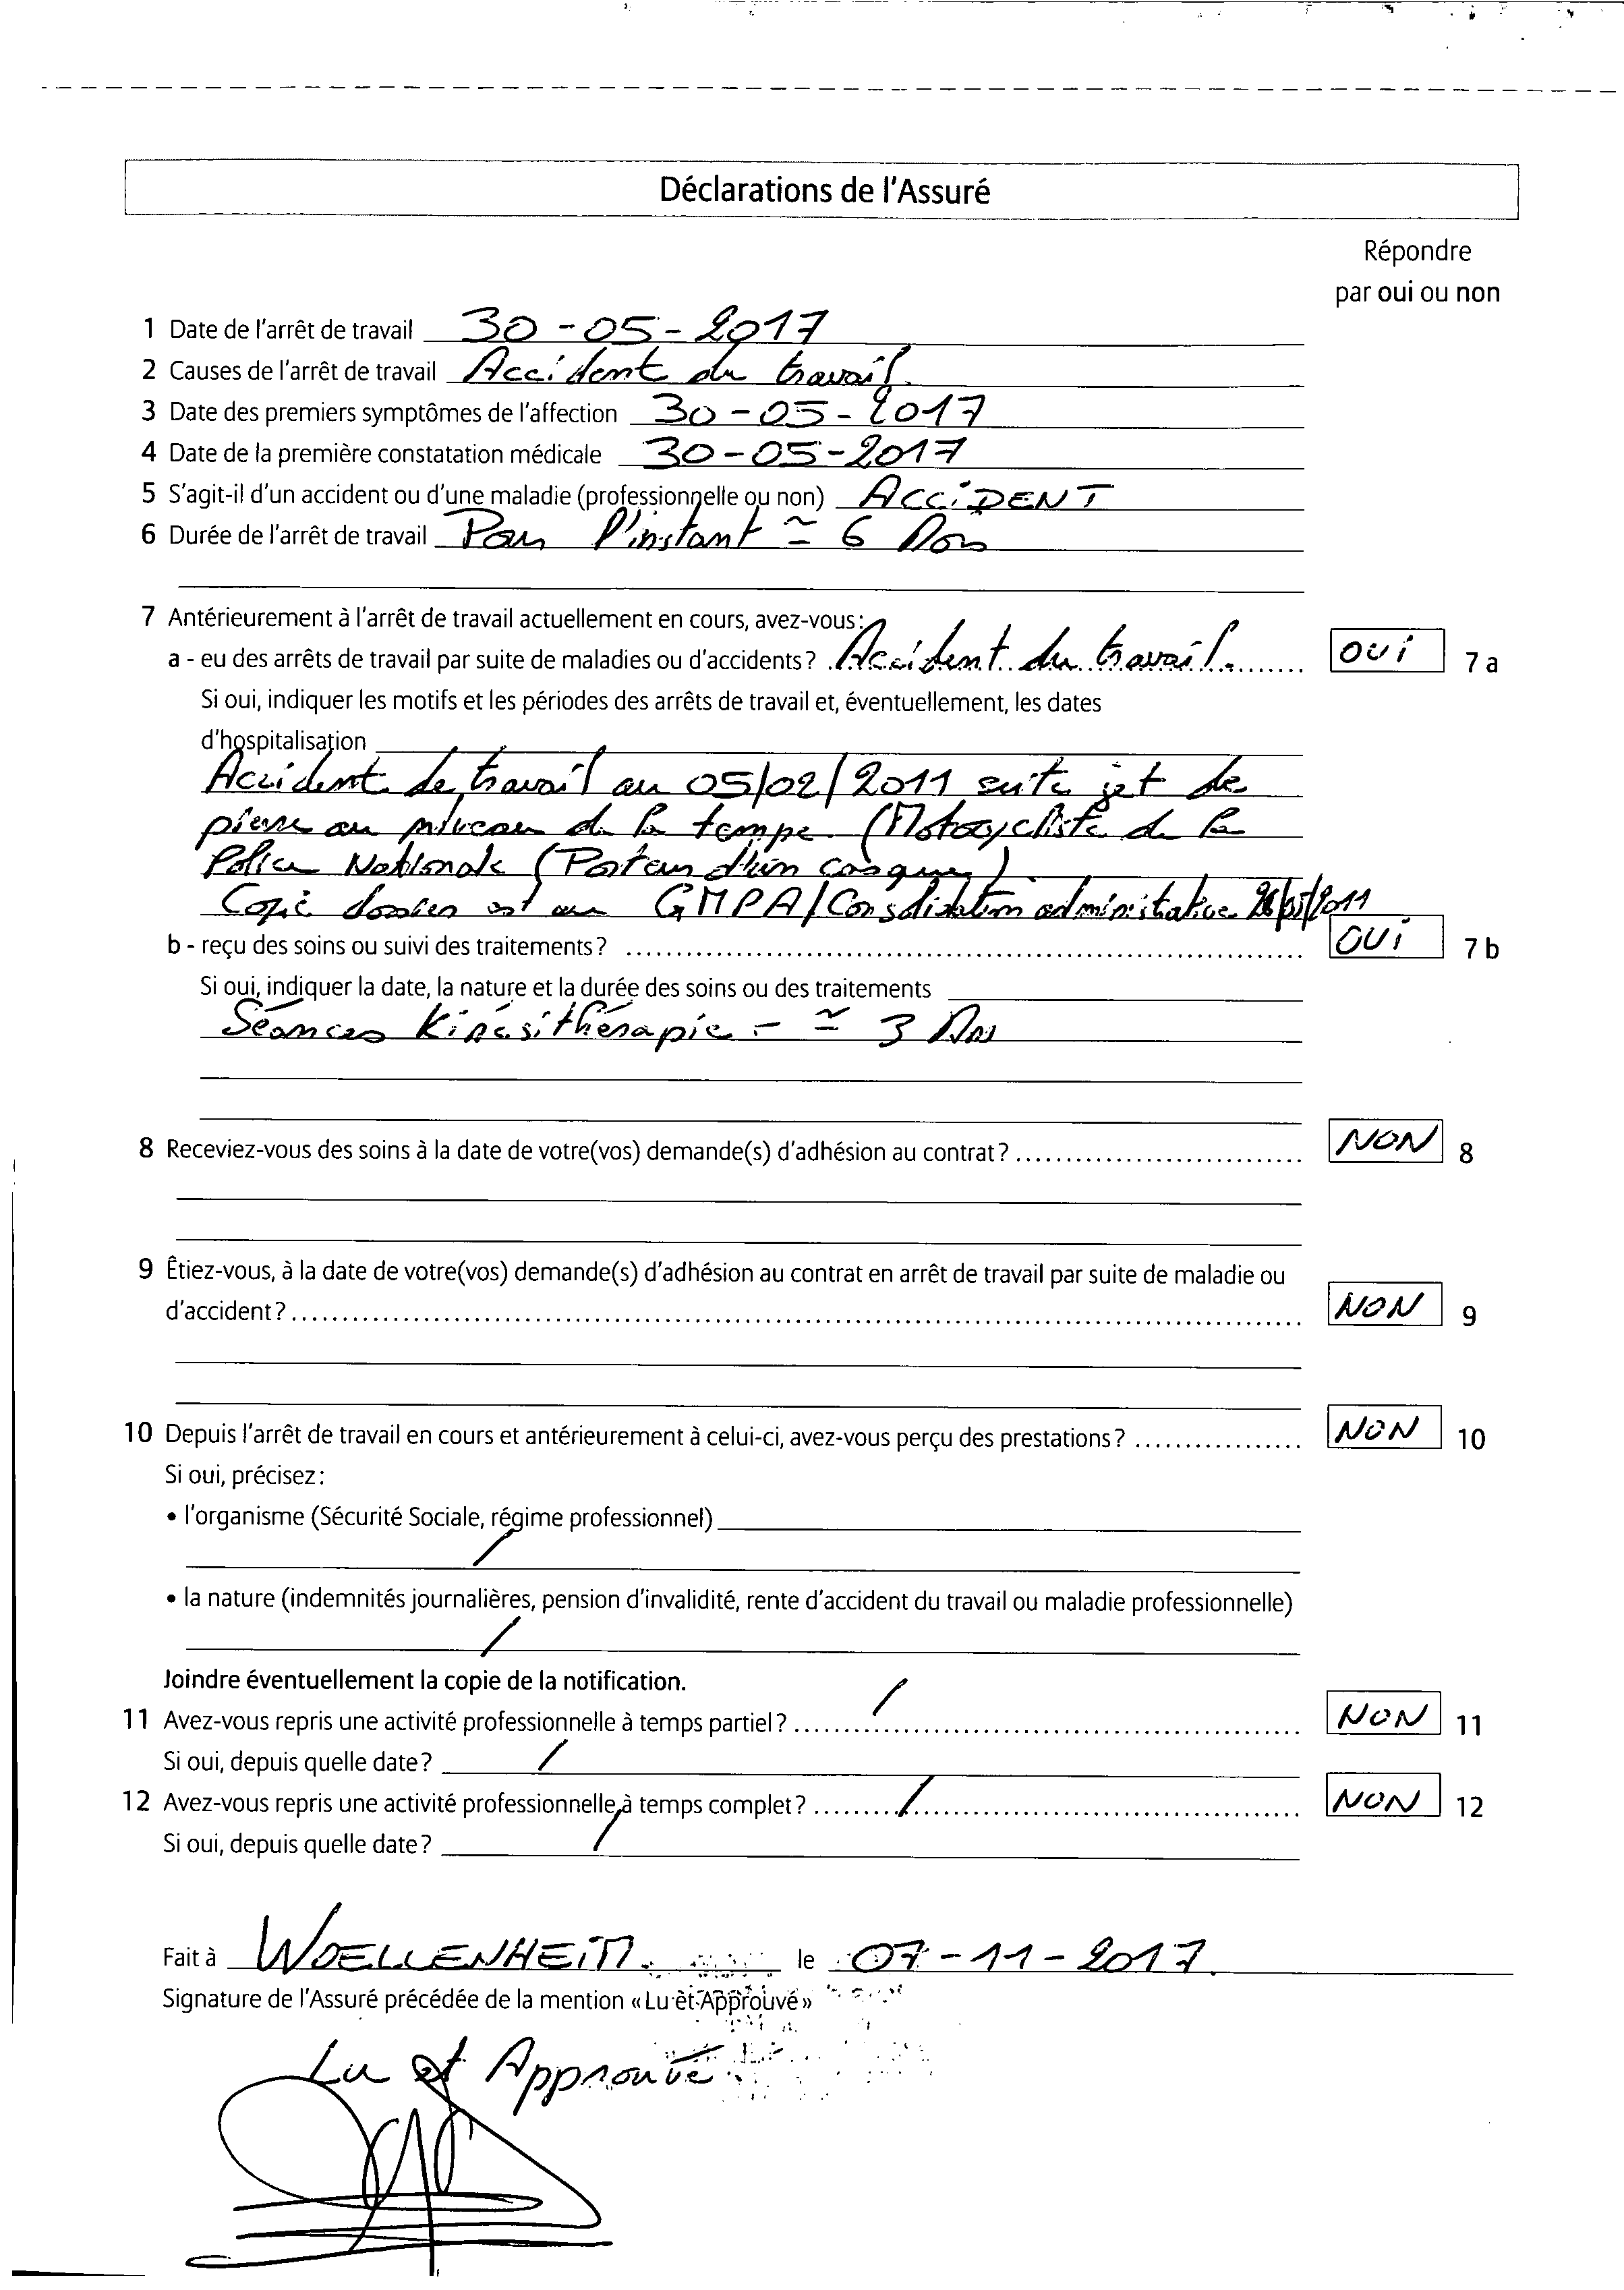 Déclarations de l'Assuré
Répondre
par oui ou non
1 Date de l'arrêt de travail 30-05-2017
2 Causes de l'arrêt de travail Accident du travail.
3 Date des premiers symptômes de l'affection 30-05-2017
4 Date de la première constatation médicale 30-05-2017
5 S'agit-il d'un accident ou d'une maladie (professionnelle ou non) ACCiDENT
6 Durée de l'arrêt de travail Pour l'instant ≃ 6 Mois
7 Antérieurement à l'arrêt de travail actuellement en cours, avez-vous:
a - eu des arrêts de travail par suite de maladies ou d'accidents? Accident du travail. OUi 7 a
Si oui, indiquer les motifs et les périodes des arrêts de travail et, éventuellement, les dates
d'hospitalisation
Accident de travail au 05/02/2011 suite jet de
pierre au niveau de la tempe (Motocycliste de la
Police Nationale (Porteur d'un casque)
Copie dossier est au GMPA/Consolidation administrative /2011
b - reçu des soins ou suivi des traitements? OUi 7 b
Si oui, indiquer la date, la nature et la durée des soins ou des traitements
Séances Kinésithérapie - ≃ 3
8 Receviez-vous des soins à la date de votre(vos) demande(s) d'adhésion au contrat? NON 8
9 Êtiez-vous, à la date de votre(vos) demande(s) d'adhésion au contrat en arrêt de travail par suite de maladie ou
d'accident? NON 9
10 Depuis l'arrêt de travail en cours et antérieurement à celui-ci, avez-vous perçu des prestations? NON 10
Si oui, précisez:
• l'organisme (Sécurité Sociale, régime professionnel)
/
• la nature (indemnités journalières, pension d'invalidité, rente d'accident du travail ou maladie professionnelle)
/
Joindre éventuellement la copie de la notification.
11 Avez-vous repris une activité professionnelle à temps partiel? / NON 11
Si oui, depuis quelle date? /
12 Avez-vous repris une activité professionnelle à temps complet? / NON 12
Si oui, depuis quelle date? /
Fait à WOELLENHEiM. le 07-11-2017.
Signature de l'Assuré précédée de la mention « Lu et Approuvé »
Lu et Approuvé